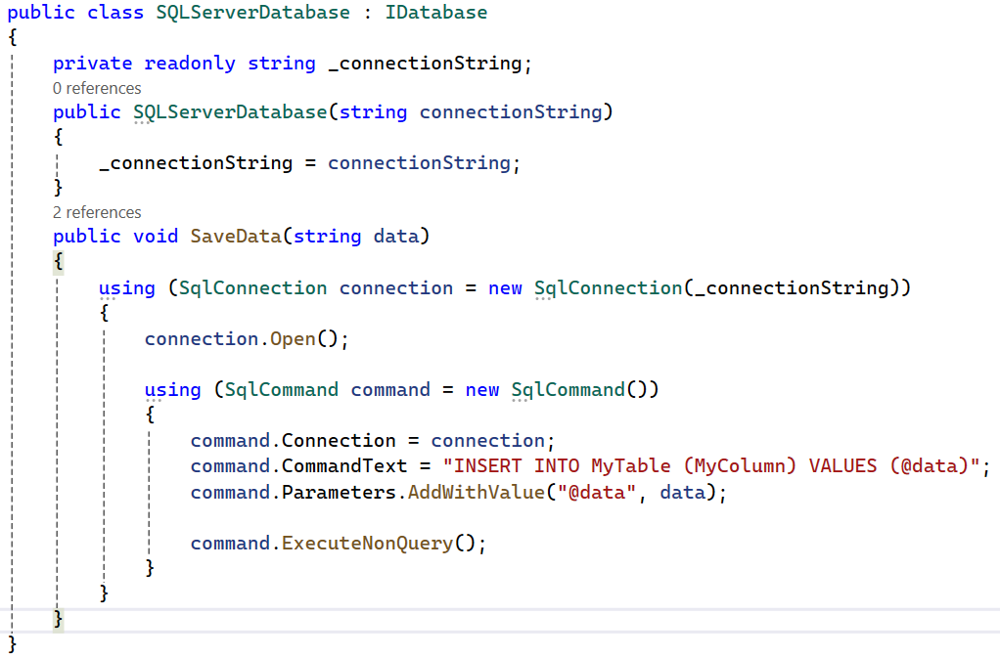 public class SQLServerDatabase : IDatabase
{
private readonly string _connectionString;
0 references
public SQLServerDatabase(string connectionString)
{
_connectionString = connectionString;
}
2 references
public void SaveData(string data)
{
using (SqlConnection connection = new SqlConnection(_connectionString))
{
connection.Open();
using (SqlCommand command = new SqlCommand())
{
command.Connection = connection;
command.CommandText = "INSERT INTO MyTable (MyColumn) VALUES (@data)";
command.Parameters.AddWithValue("@data", data);
command.ExecuteNonQuery();
}
}
}
}